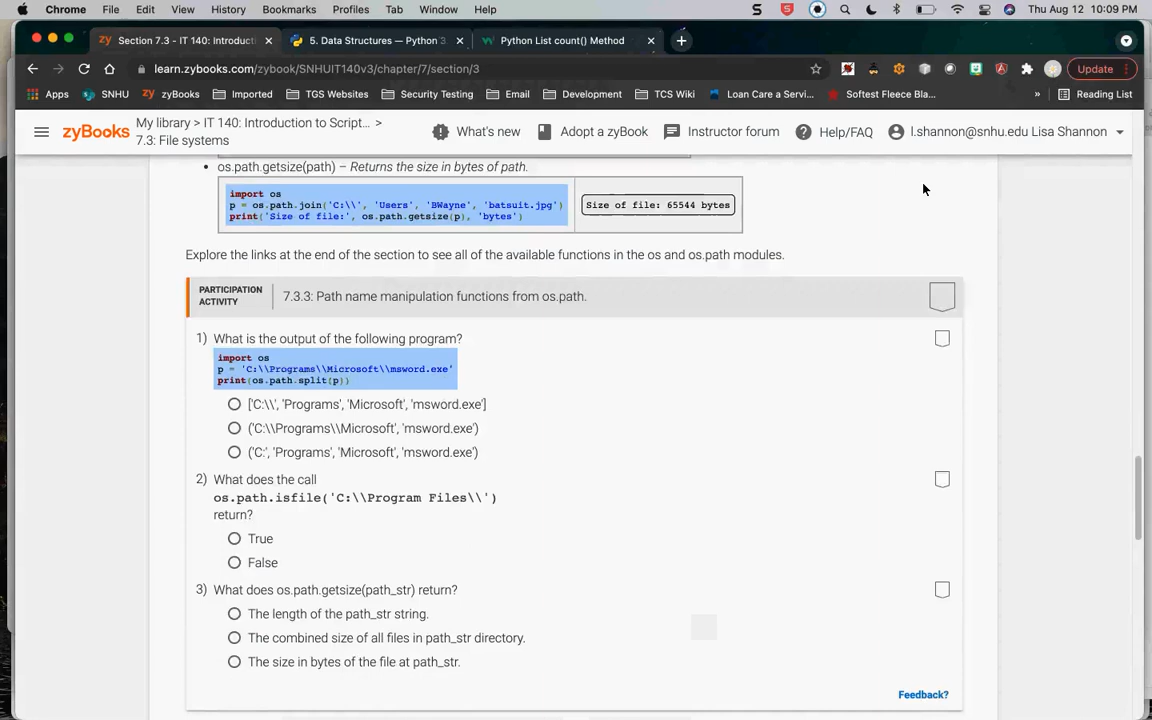 Chrome File Edit View History Bookmarks Profiles Tab Window Help Thu Aug 12 10:09 PM
zy Section 7.3 - IT 140: Introducti 5. Data Structures — Python 3 Python List count() Method
learn.zybooks.com/zybook/SNHUIT140v3/chapter/7/section/3 Update
Apps SNHU zy zyBooks Imported TGS Websites Security Testing Email Development TCS Wiki Loan Care a Servi... Softest Fleece Bla... » Reading List
zyBooks My library > IT 140: Introduction to Script... > What's new Adopt a zyBook Instructor forum Help/FAQ l.shannon@snhu.edu Lisa Shannon
7.3: File systems
• os.path.getsize(path) – Returns the size in bytes of path.
import os
p = os.path.join('C:\\', 'Users', 'BWayne', 'batsuit.jpg')
print('Size of file:', os.path.getsize(p), 'bytes')
Size of file: 65544 bytes
Explore the links at the end of the section to see all of the available functions in the os and os.path modules.
PARTICIPATION
ACTIVITY
7.3.3: Path name manipulation functions from os.path.
1) What is the output of the following program?
import os
p = 'C:\\Programs\\Microsoft\\msword.exe'
print(os.path.split(p))
['C:\\', 'Programs', 'Microsoft', 'msword.exe']
('C:\\Programs\\Microsoft', 'msword.exe')
('C:', 'Programs', 'Microsoft', 'msword.exe')
2) What does the call
os.path.isfile('C:\\Program Files\\')
return?
True
False
3) What does os.path.getsize(path_str) return?
The length of the path_str string.
The combined size of all files in path_str directory.
The size in bytes of the file at path_str.
Feedback?